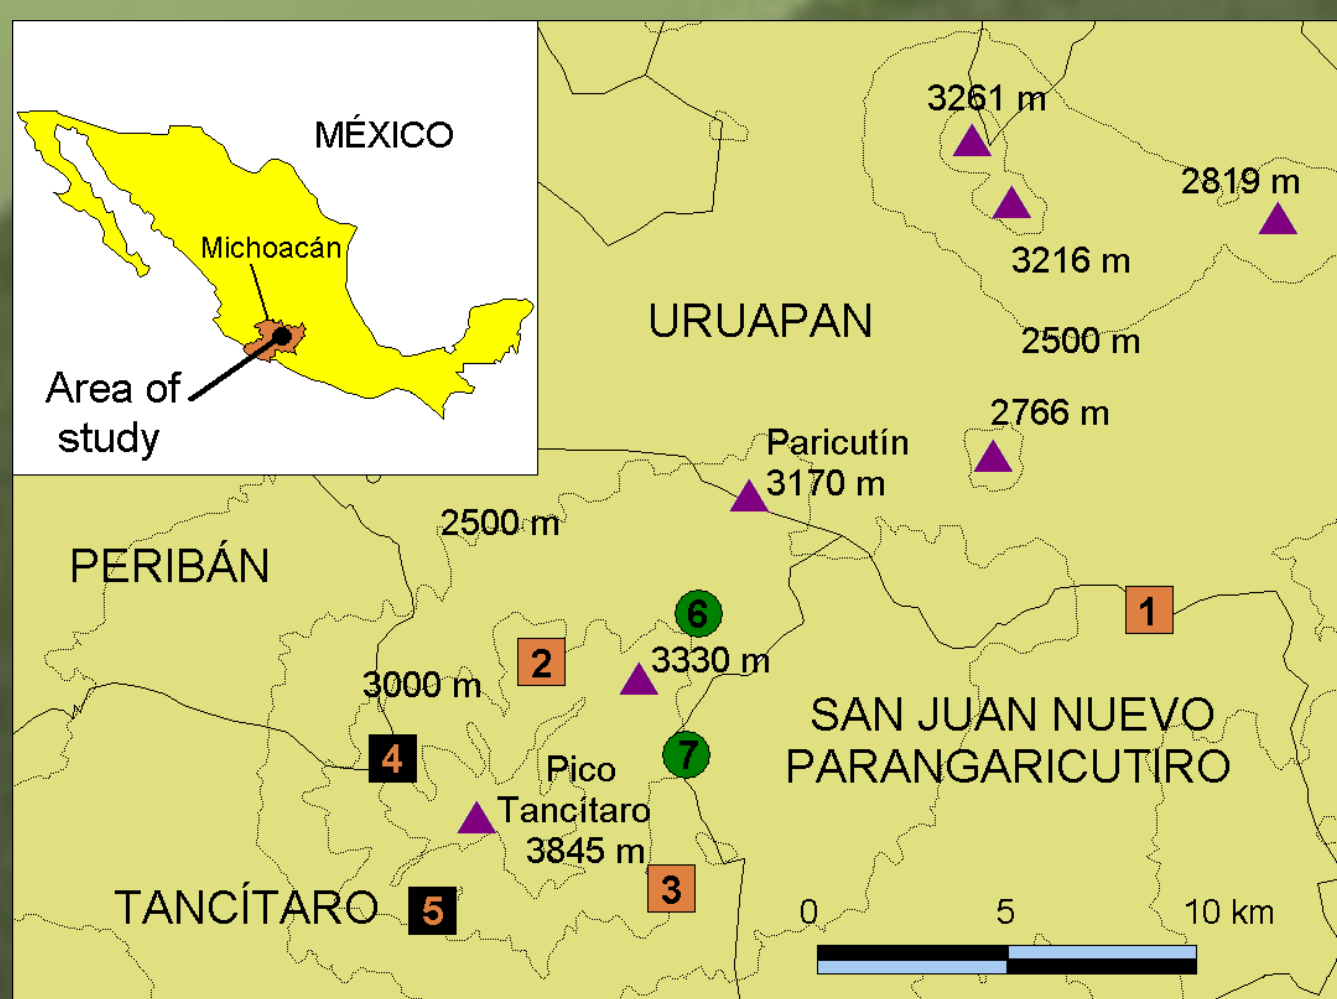 MÉXICO
Michoacán
Area of
study
3261 m
2819 m
3216 m
URUAPAN
2500 m
2766 m
Paricutín
3170 m
2500 m
PERIBÁN
6
1
2
3330 m
3000 m
SAN JUAN NUEVO
PARANGARICUTIRO
4
7
Pico
Tancítaro
3845 m
3
TANCÍTARO
5
0 5 10 km